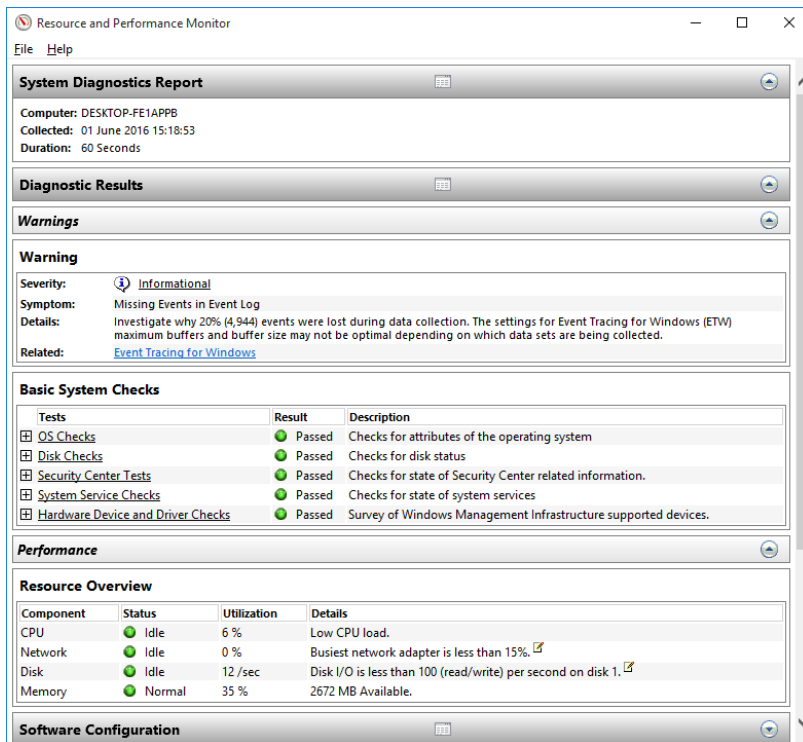 Resource and Performance Monitor
File Help
System Diagnostics Report
Computer: DESKTOP-FE1APPB
Collected: 01 June 2016 15:18:53
Duration: 60 Seconds
Diagnostic Results
Warnings
Warning
Severity: Informational
Symptom: Missing Events in Event Log
Details: Investigate why 20% (4,944) events were lost during data collection. The settings for Event Tracing for Windows (ETW)
maximum buffers and buffer size may not be optimal depending on which data sets are being collected.
Related: Event Tracing for Windows
Basic System Checks
Tests Result Description
OS Checks Passed Checks for attributes of the operating system
Disk Checks Passed Checks for disk status
Security Center Tests Passed Checks for state of Security Center related information.
System Service Checks Passed Checks for state of system services
Hardware Device and Driver Checks Passed Survey of Windows Management Infrastructure supported devices.
Performance
Resource Overview
Component Status Utilization Details
CPU Idle 6 % Low CPU load.
Network Idle 0 % Busiest network adapter is less than 15%.
Disk Idle 12 /sec Disk I/O is less than 100 (read/write) per second on disk 1.
Memory Normal 35 % 2672 MB Available.
Software Configuration